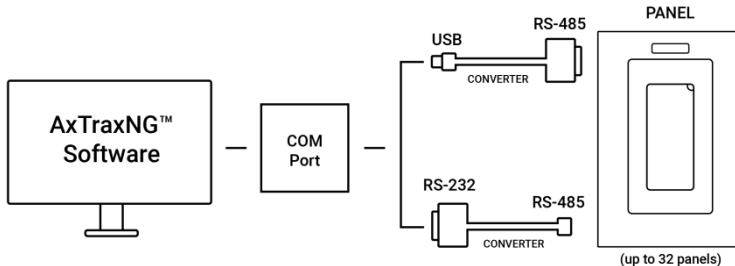 AxTraxNG™
Software
COM
Port
USB
RS-485
CONVERTER
RS-232
RS-485
CONVERTER
PANEL
(up to 32 panels)